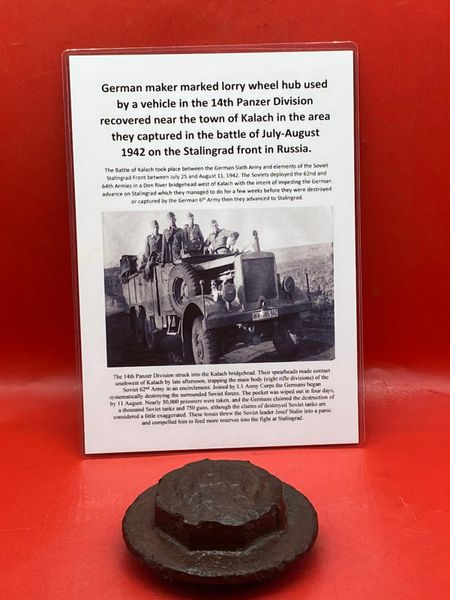 German maker marked lorry wheel hub used
by a vehicle in the 14th Panzer Division
recovered near the town of Kalach in the area
they captured in the battle of July-August
1942 on the Stalingrad front in Russia.
The Battle of Kalach took place between the German Sixth Army and elements of the Soviet
Stalingrad Front between July 25 and August 11, 1942. The Soviets deployed the 62nd and
64th Armies in a Don River bridgehead west of Kalach with the intent of impeding the German
advance on Stalingrad which they managed to do for a few weeks before they were destroyed
or captured by the German 6th Army then they advanced to Stalingrad.
The 14th Panzer Division struck into the Kalach bridgehead. Their spearheads made contact
southwest of Kalach by late afternoon, trapping the main body (eight rifle divisions) of the
Soviet 62nd Army in an encirclement. Joined by LI Army Corps the Germans began
systematically destroying the surrounded Soviet forces. The pocket was wiped out in four days,
by 11 August. Nearly 50,000 prisoners were taken, and the Germans claimed the destruction of
a thousand Soviet tanks and 750 guns, although the claims of destroyed Soviet tanks are
considered a little exaggerated. These losses threw the Soviet leader Josef Stalin into a panic
and compelled him to feed more reserves into the fight at Stalingrad.